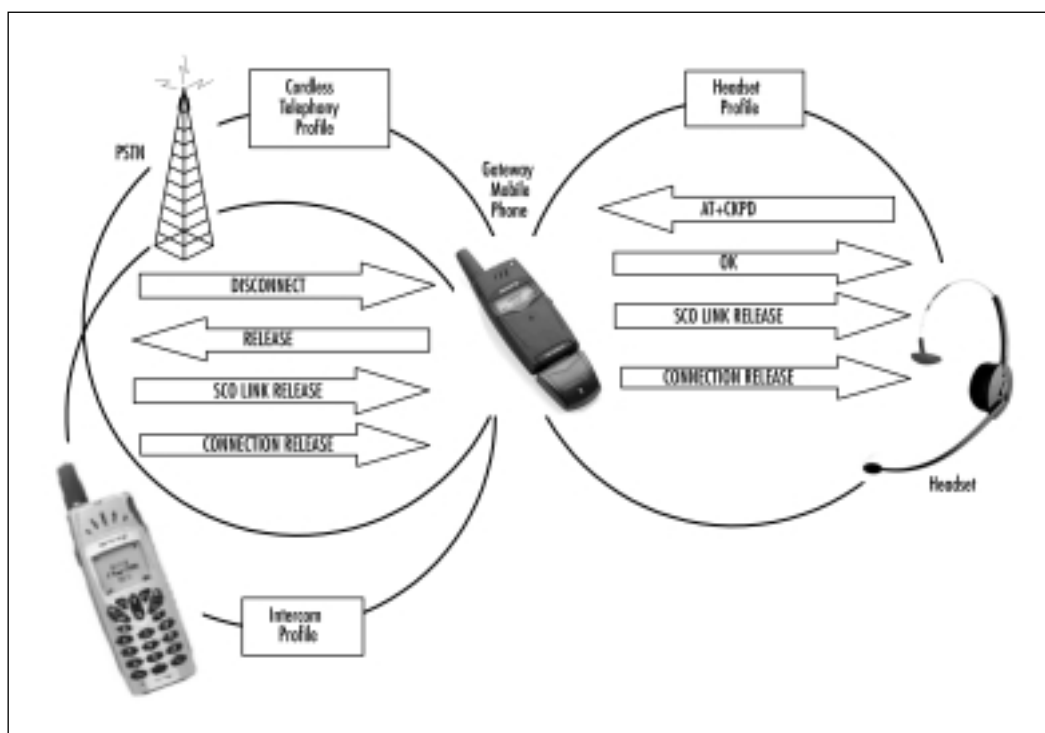 Cordless
Telephony
Profile
Headset
Profile
PSTN
Gateway
Mobile
Phone
AT+CKPD
OK
DISCONNECT
SCO LINK RELEASE
RELEASE
CONNECTION RELEASE
SCO LINK RELEASE
CONNECTION RELEASE
Headset
Intercom
Profile